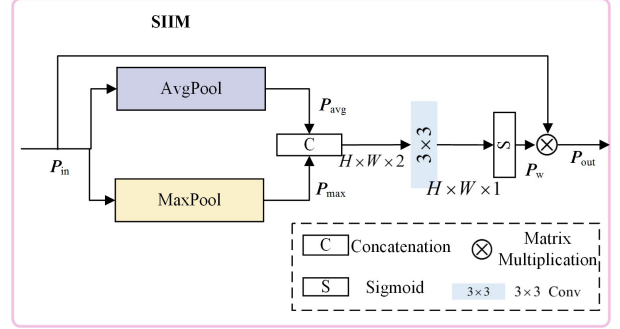 SIIM
AvgPool
P_avg
C
H×W×2
3×3
H×W×1
S
P_w
P_out
P_in
P_max
MaxPool
C Concatenation
Matrix
Multiplication
S Sigmoid
3×3 3×3 Conv